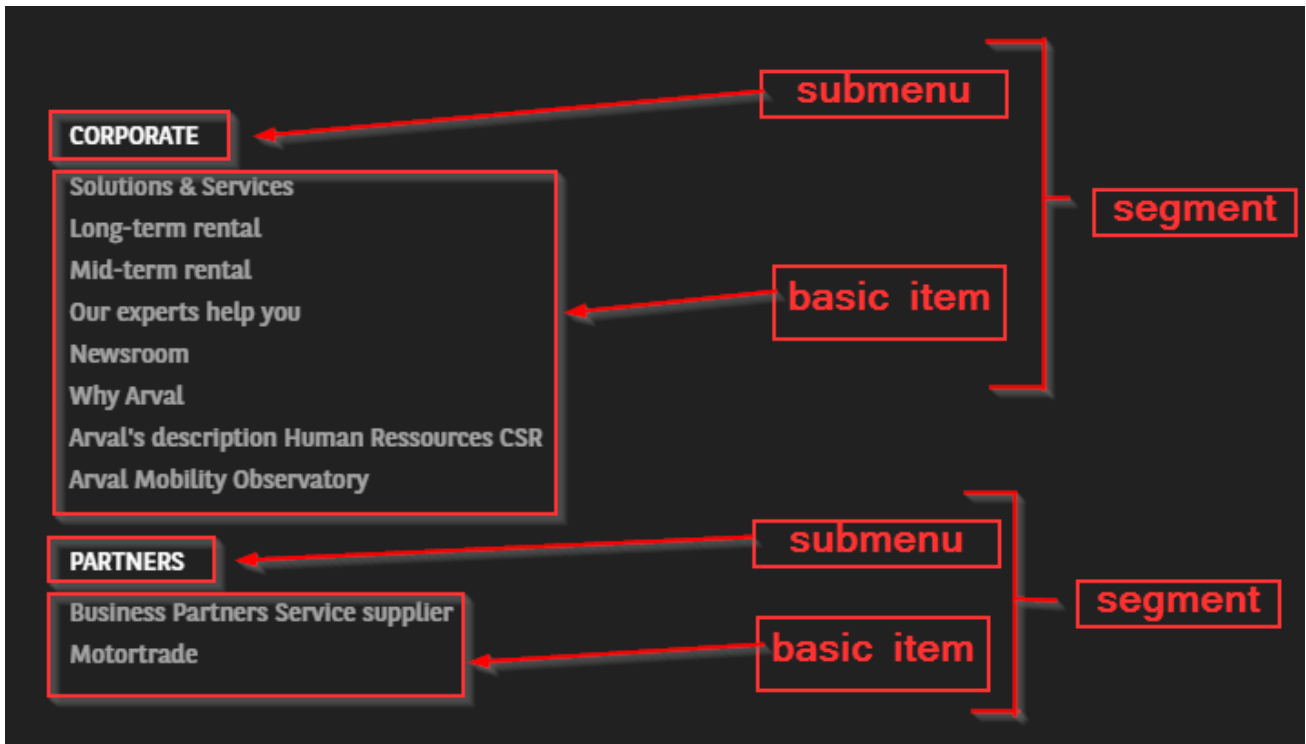 submenu
CORPORATE
Solutions & Services
segment
Long-term rental
Mid-term rental
basic item
Our experts help you
Newsroom
Why Arval
Arval's description Human Ressources CSR
Arval Mobility Observatory
submenu
PARTNERS
segment
Business Partners Service supplier
basic item
Motortrade